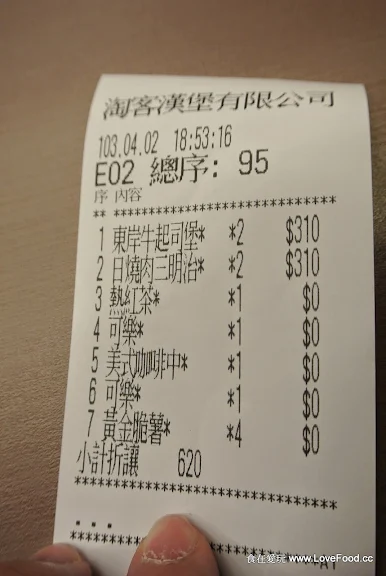 淘客漢堡有限公司
103.04.02 18:53:16
E02 總序: 95
序 內容
** **************************
1 東岸牛起司堡* *2 $310
2 日燒肉三明治* *2 $310
3 熱紅茶* *1 $0
4 可樂* *1 $0
5 美式咖啡中* *1 $0
6 可樂* *1 $0
7 黃金脆薯* *4 $0
小計折讓 620
*****************************
...
食在愛玩 www.LoveFood.cc